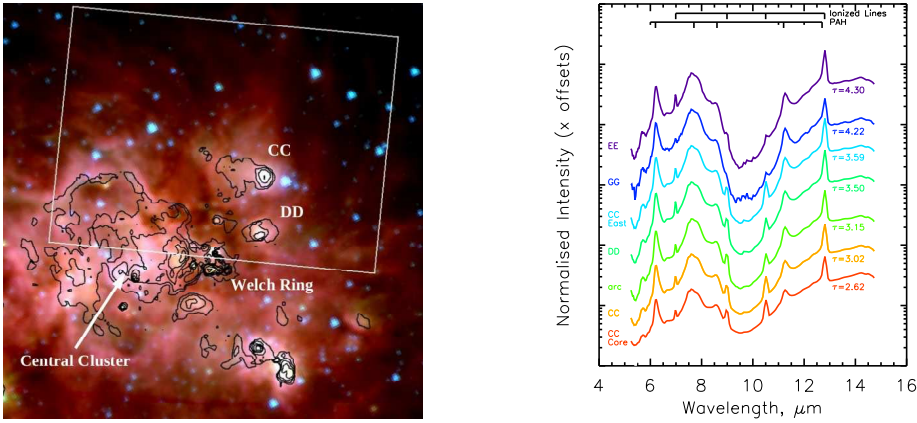 CC
DD
Welch Ring
Central Cluster
Ionized Lines
PAH
Normalised Intensity (x offsets)
EE
τ=4.30
GG
τ=4.22
CC
East
τ=3.59
DD
τ=3.50
arc
τ=3.15
CC
τ=3.02
CC
Core
τ=2.62
4 6 8 10 12 14 16
Wavelength, μm